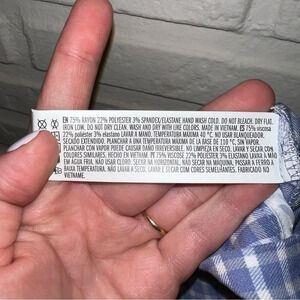 EN 75% RAYON 22% POLYESTER 3% SPANDEX/ELASTANE HAND WASH COLD. DO NOT BLEACH. DRY FLAT.
IRON LOW. DO NOT DRY CLEAN. WASH AND DRY WITH LIKE COLORS. MADE IN VIETNAM. ES 75% viscosa
22% poliéster 3% elastano LAVAR A MANO. TEMPERATURA MÁXIMA 40 °C. NO USAR BLANQUEADOR.
SECADO EXTENDIDO. PLANCHAR A UNA TEMPERATURA MÁXIMA DE LA BASE DE 110 °C, SIN VAPOR.
PLANCHAR CON VAPOR PUEDE CAUSAR DAÑO IRREVERSIBLE. NO LIMPIEZA EN SECO. LAVAR Y SECAR CON
COLORES SIMILARES. HECHO EN VIETNAM. PT 75% VISCOSE 22% POLIÉSTER 3% ELASTANO LAVAR À MÃO
EM ÁGUA FRIA, NÃO USAR CLORO. SECAR NA HORIZONTAL, À SOMBRA. PASSAR A FERRO A
BAIXA TEMPERATURA, NÃO LAVAR A SECO, LAVAR E SECAR COM CORES SEMELHANTES. FABRICADO NO
VIETNAME.